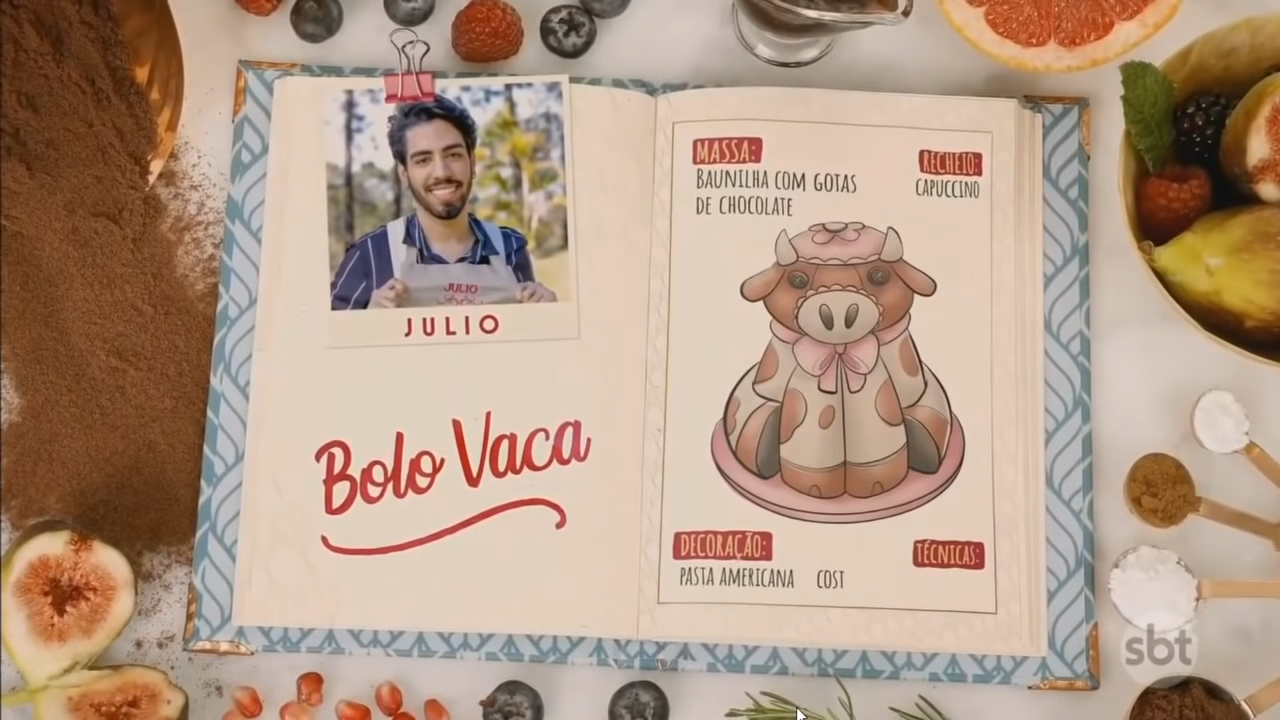 JULIO
JULIO
Bolo Vaca
MASSA:
BAUNILHA COM GOTAS
DE CHOCOLATE
RECHEIO:
CAPUCCINO
DECORAÇÃO:
PASTA AMERICANA COST
TÉCNICAS:
sbt